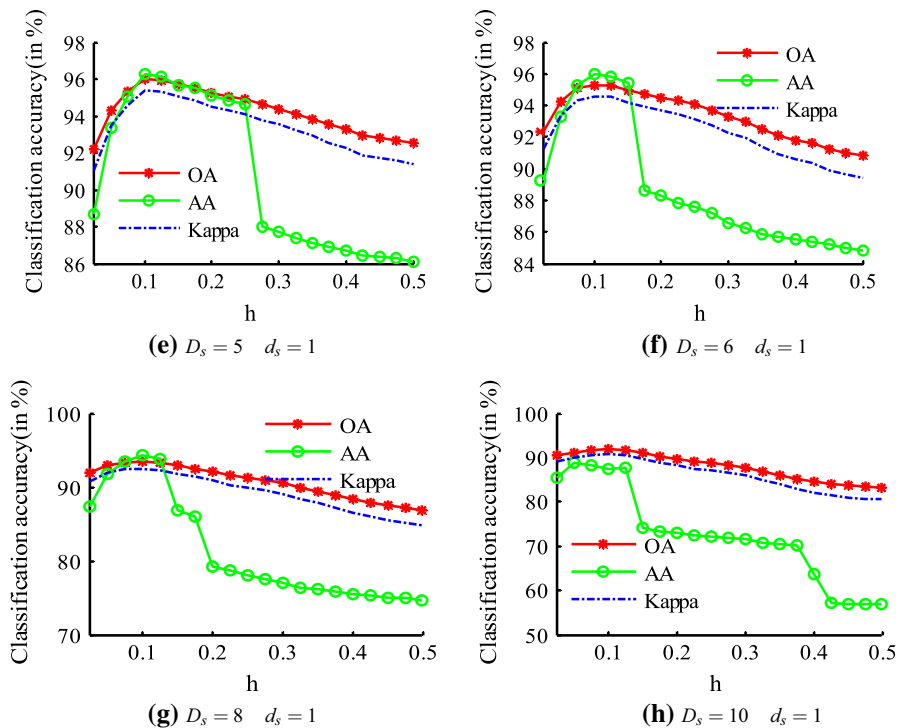 Classification accuracy(in %)
98
96
94
92
90
88
86
OA
AA
Kappa
0.1 0.2 0.3 0.4 0.5
h
(e) Ds = 5 ds = 1
Classification accuracy(in %)
98
96
94
92
90
88
86
84
OA
AA
Kappa
0.1 0.2 0.3 0.4 0.5
h
(f) Ds = 6 ds = 1
Classification accuracy(in %)
100
90
80
70
OA
AA
Kappa
0.1 0.2 0.3 0.4 0.5
h
(g) Ds = 8 ds = 1
Classification accuracy(in %)
100
90
80
70
60
50
OA
AA
Kappa
0.1 0.2 0.3 0.4 0.5
h
(h) Ds = 10 ds = 1